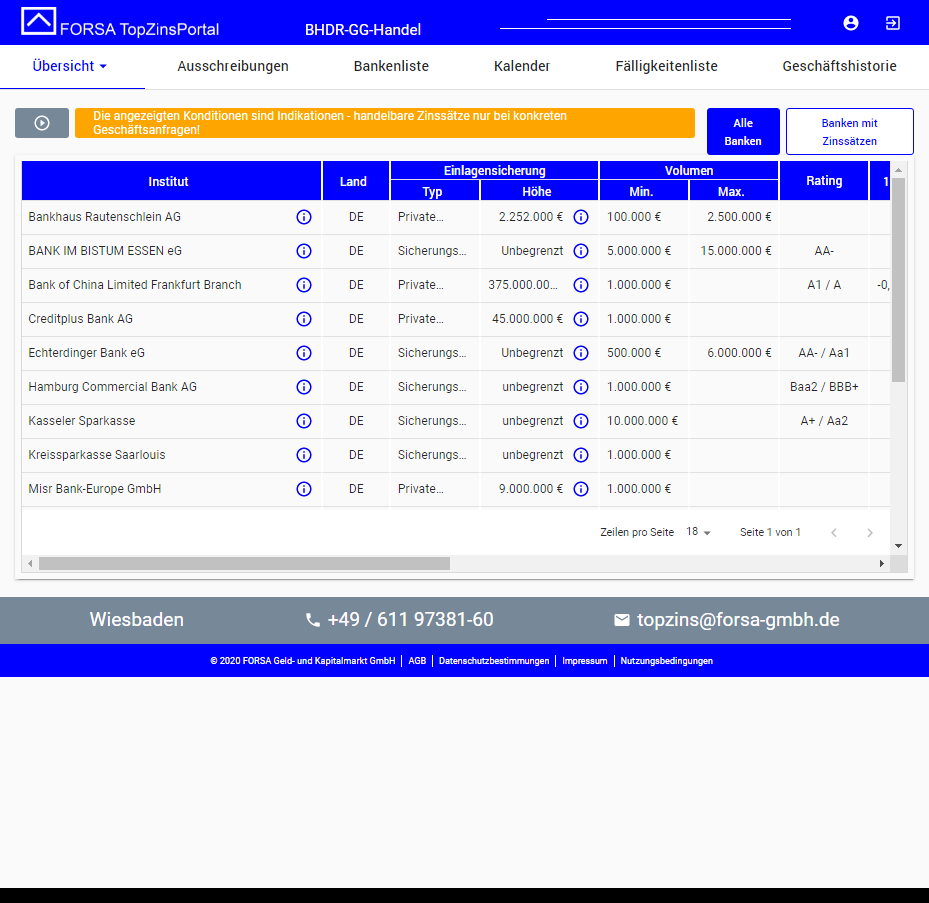 FORSA TopZinsPortal
BHDR-GG-Handel
Übersicht Ausschreibungen Bankenliste Kalender Fälligkeitenliste Geschäftshistorie
Die angezeigten Konditionen sind Indikationen - handelbare Zinssätze nur bei konkreten
Geschäftsanfragen!
Alle
Banken
Banken mit
Zinssätzen
Institut Land Einlagensicherung Volumen Rating 1
Typ Höhe Min. Max.
Bankhaus Rautenschlein AG DE Private... 2.252.000 € 100.000 € 2.500.000 €
BANK IM BISTUM ESSEN eG DE Sicherungs... Unbegrenzt 5.000.000 € 15.000.000 € AA-
Bank of China Limited Frankfurt Branch DE Private... 375.000.00... 1.000.000 € A1 / A -0,
Creditplus Bank AG DE Private... 45.000.000 € 1.000.000 €
Echterdinger Bank eG DE Sicherungs... Unbegrenzt 500.000 € 6.000.000 € AA- / Aa1
Hamburg Commercial Bank AG DE Sicherungs... unbegrenzt 1.000.000 € Baa2 / BBB+
Kasseler Sparkasse DE Sicherungs... unbegrenzt 10.000.000 € A+ / Aa2
Kreissparkasse Saarlouis DE Sicherungs... unbegrenzt 1.000.000 €
Misr Bank-Europe GmbH DE Private... 9.000.000 € 1.000.000 €
Zeilen pro Seite 18 Seite 1 von 1
Wiesbaden +49 / 611 97381-60 topzins@forsa-gmbh.de
© 2020 FORSA Geld- und Kapitalmarkt GmbH | AGB | Datenschutzbestimmungen | Impressum | Nutzungsbedingungen